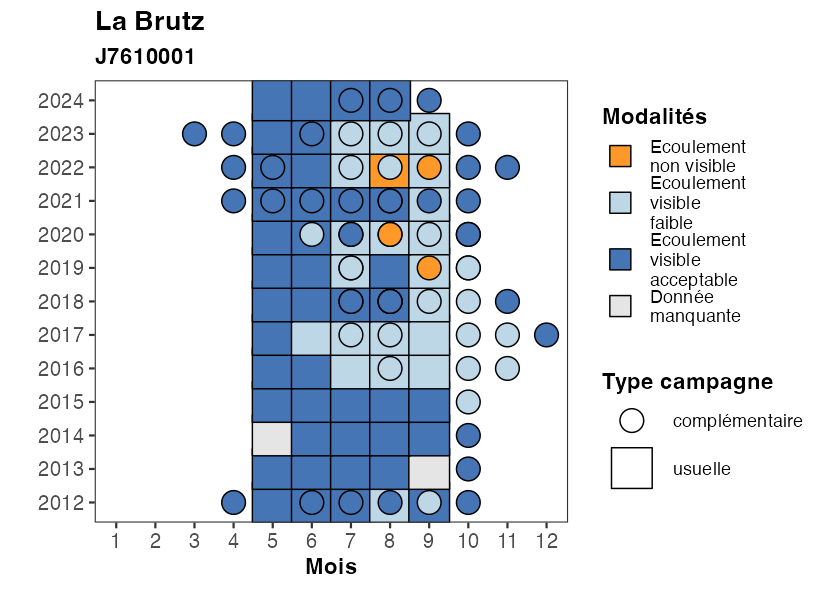 La Brutz
J7610001
2024
2023
2022
2021
2020
2019
2018
2017
2016
2015
2014
2013
2012
1 2 3 4 5 6 7 8 9 10 11 12
Mois
Modalités
Ecoulement
non visible
Ecoulement
visible
faible
Ecoulement
visible
acceptable
Donnée
manquante
Type campagne
complémentaire
usuelle